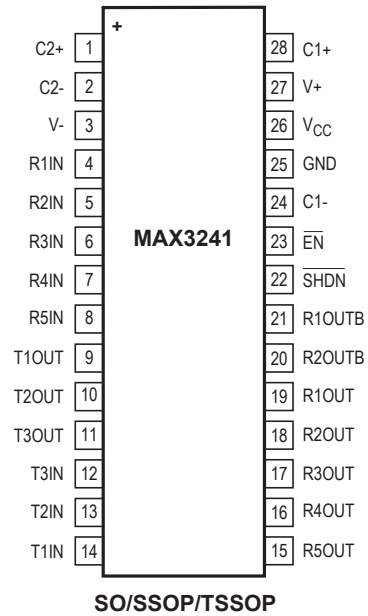 +
C2+ 1 28 C1+
C2- 2 27 V+
V- 3 26 VCC
R1IN 4 25 GND
R2IN 5 24 C1-
R3IN 6 MAX3241 23 E̅N̅
R4IN 7 22 S̅H̅D̅N̅
R5IN 8 21 R1OUTB
T1OUT 9 20 R2OUTB
T2OUT 10 19 R1OUT
T3OUT 11 18 R2OUT
T3IN 12 17 R3OUT
T2IN 13 16 R4OUT
T1IN 14 15 R5OUT
SO/SSOP/TSSOP